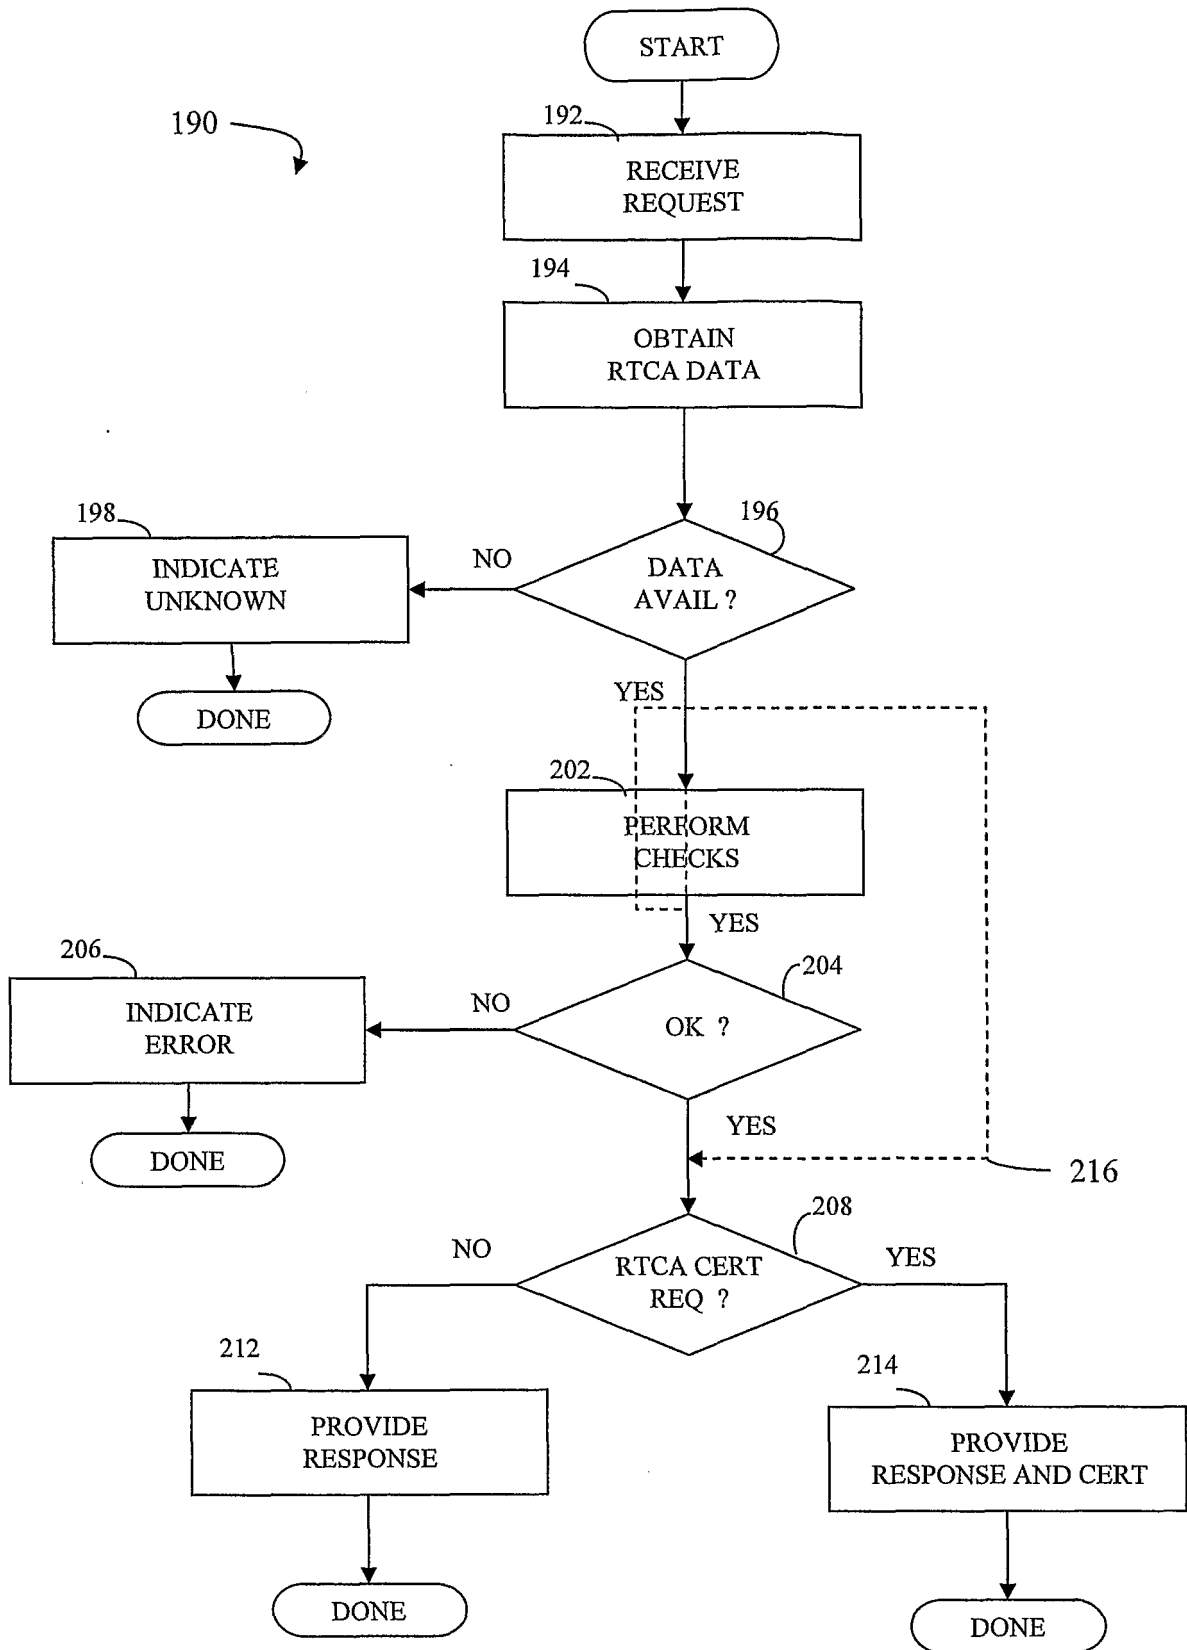 START
190
192
RECEIVE
REQUEST
194
OBTAIN
RTCA DATA
196
DATA
AVAIL ?
NO
198
INDICATE
UNKNOWN
DONE
YES
202
PERFORM
CHECKS
YES
204
OK ?
NO
206
INDICATE
ERROR
DONE
YES
216
208
RTCA CERT
REQ ?
NO
YES
212
PROVIDE
RESPONSE
DONE
214
PROVIDE
RESPONSE AND CERT
DONE